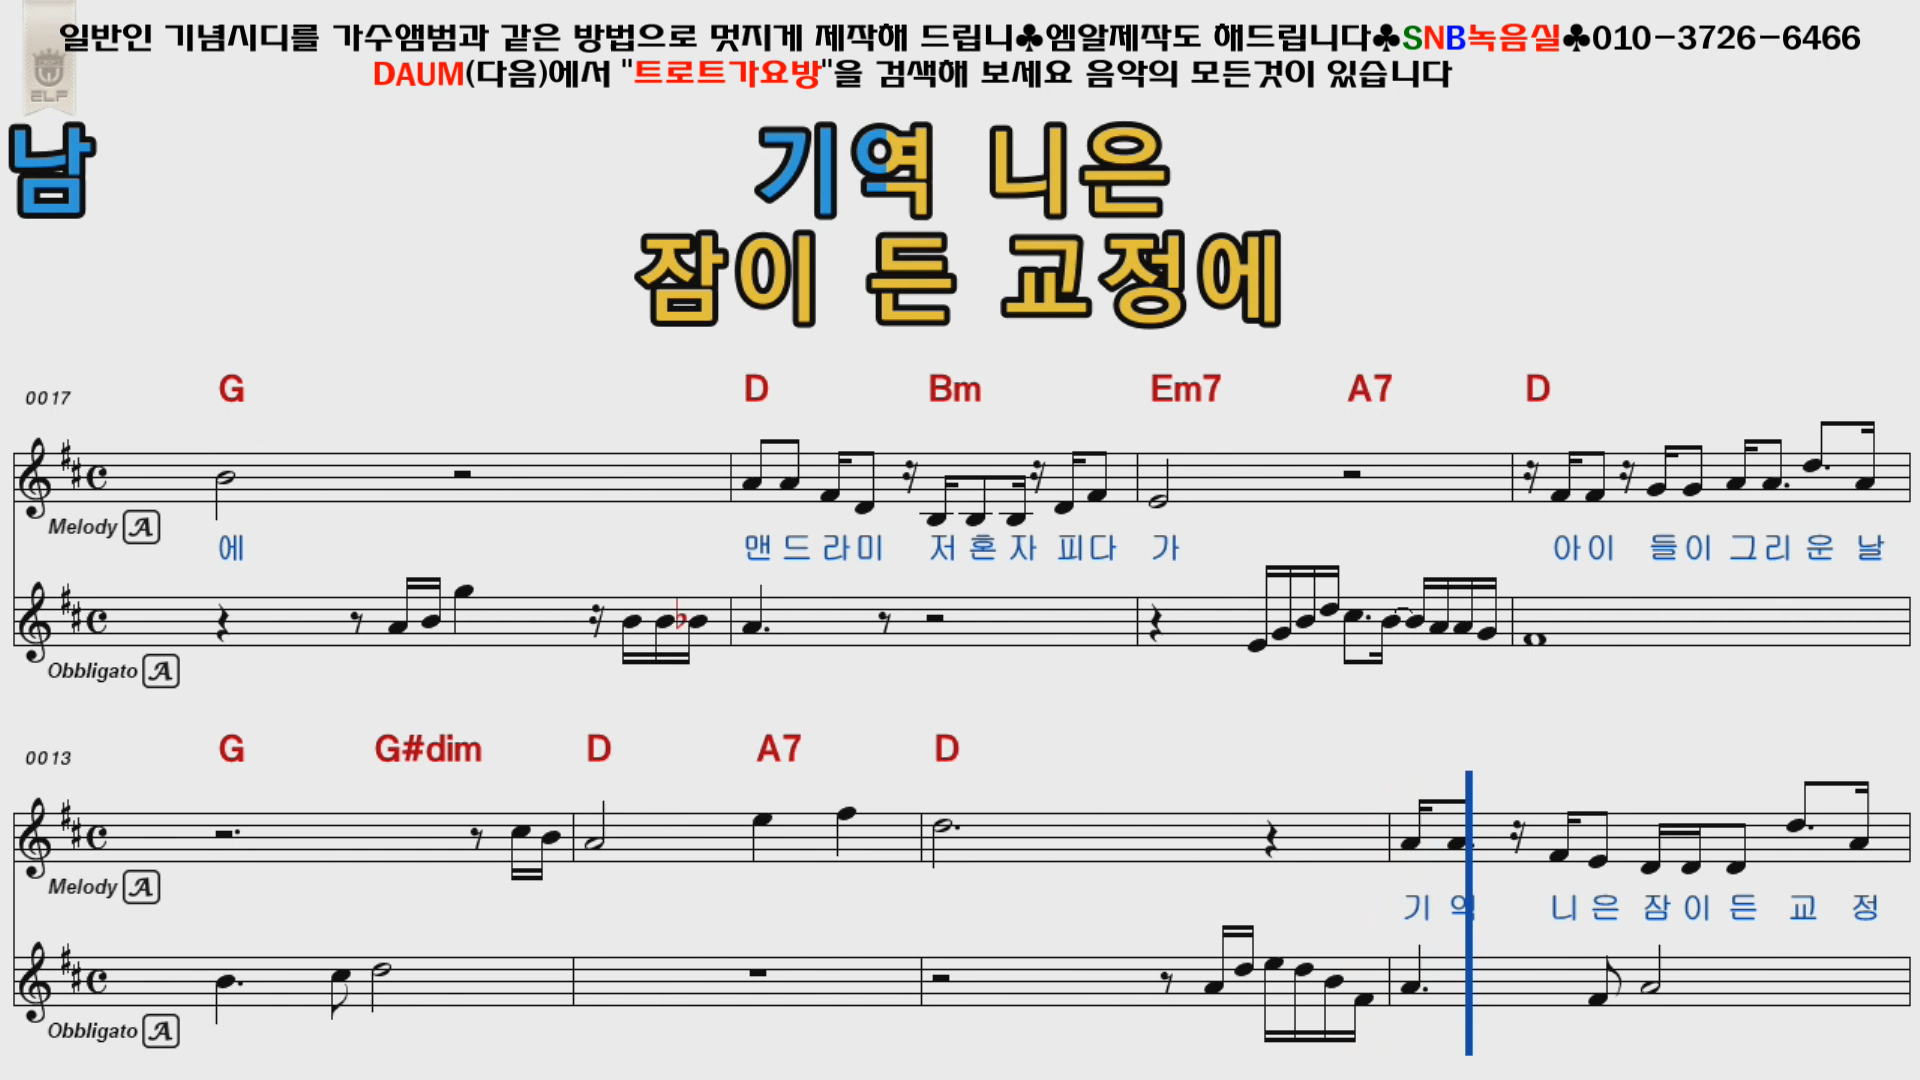 일반인 기념시디를 가수앰범과 같은 방법으로 멋지게 제작해 드립니♣엠알제작도 해드립니다♣SNB녹음실♣010-3726-6466
DAUM(다음)에서 "트로트가요방"을 검색해 보세요 음악의 모든것이 있습니다
ELF
남
기역 니은
잠이 든 교정에
0017
G D Bm Em7 A7 D
Melody A
에 맨 드 라 미 저 혼 자 피 다 가 아 이 들 이 그 리 운 날
Obbligato A
0013
G G#dim D A7 D
Melody A
기 역 니 은 잠 이 든 교 정
Obbligato A